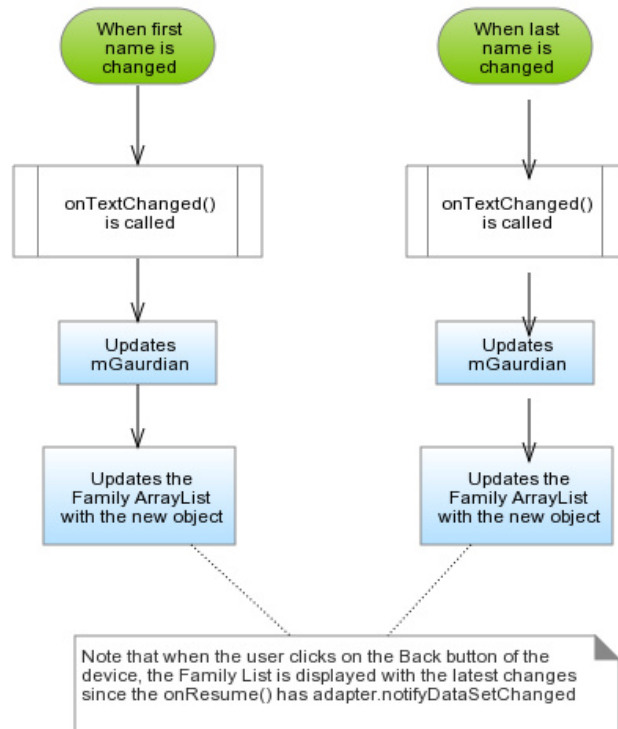 When first
name is
changed
When last
name is
changed
onTextChanged()
is called
onTextChanged()
is called
Updates
mGaurdian
Updates
mGaurdian
Updates the
Family ArrayList
with the new object
Updates the
Family ArrayList
with the new object
Note that when the user clicks on the Back button of the
device, the Family List is displayed with the latest changes
since the onResume() has adapter.notifyDataSetChanged